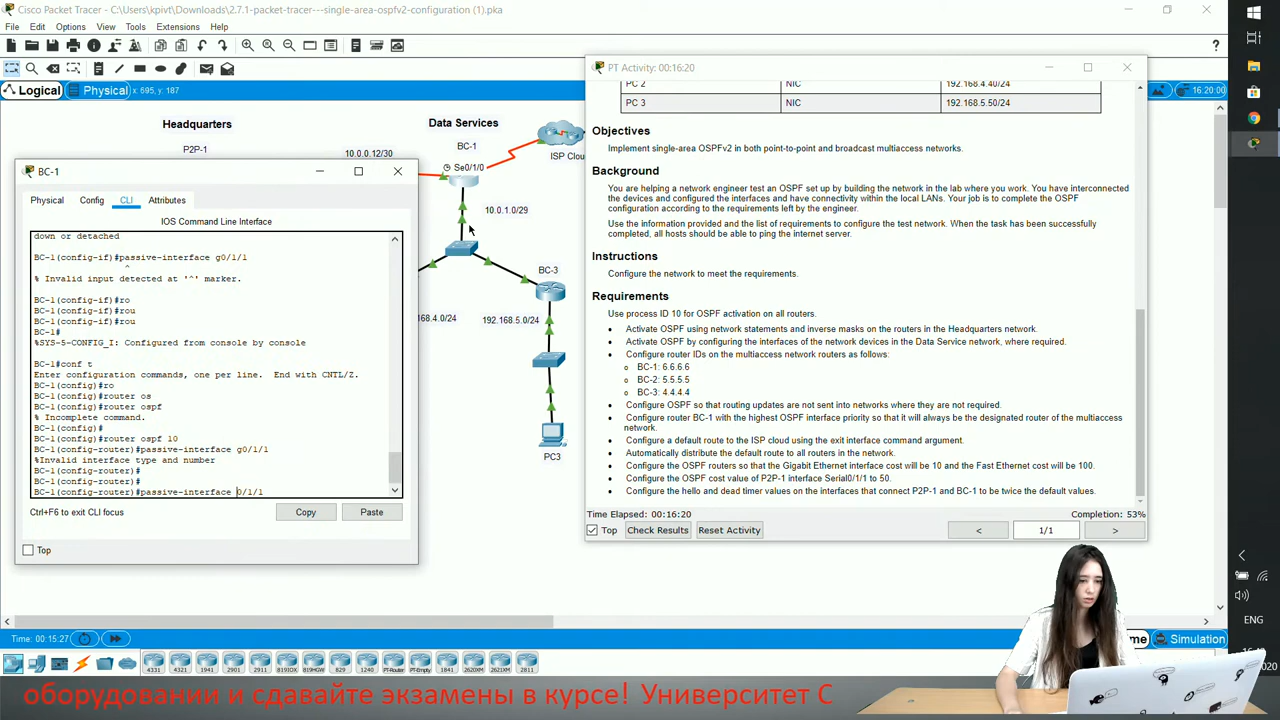 Cisco Packet Tracer - C:\Users\kpivt\Downloads\2.7.1-packet-tracer---single-area-ospfv2-configuration (1).pka
File Edit Options View Tools Extensions Help
Logical Physical x: 695, y: 187
16:20:00
Headquarters
P2P-1
10.0.0.12/30
Data Services
BC-1
Se0/1/0
ISP Clou
10.0.1.0/29
BC-3
68.4.0/24
192.168.5.0/24
PC3
BC-1
Physical Config CLI Attributes
IOS Command Line Interface
down or detached
BC-1(config-if)#passive-interface g0/1/1
^
% Invalid input detected at '^' marker.
BC-1(config-if)#ro
BC-1(config-if)#rou
BC-1(config-if)#rou
BC-1#
%SYS-5-CONFIG_I: Configured from console by console
BC-1#conf t
Enter configuration commands, one per line. End with CNTL/Z.
BC-1(config)#ro
BC-1(config)#router os
BC-1(config)#router ospf
% Incomplete command.
BC-1(config)#
BC-1(config)#router ospf 10
BC-1(config-router)#passive-interface g0/1/1
%Invalid interface type and number
BC-1(config-router)#
BC-1(config-router)#
BC-1(config-router)#passive-interface 0/1/1
Ctrl+F6 to exit CLI focus
Copy Paste
Top
PT Activity: 00:16:20
PC 2 NIC 192.168.4.40/24
PC 3 NIC 192.168.5.50/24
Objectives
Implement single-area OSPFv2 in both point-to-point and broadcast multiaccess networks.
Background
You are helping a network engineer test an OSPF set up by building the network in the lab where you work. You have interconnected
the devices and configured the interfaces and have connectivity within the local LANs. Your job is to complete the OSPF
configuration according to the requirements left by the engineer.
Use the information provided and the list of requirements to configure the test network. When the task has been successfully
completed, all hosts should be able to ping the internet server.
Instructions
Configure the network to meet the requirements.
Requirements
Use process ID 10 for OSPF activation on all routers.
Activate OSPF using network statements and inverse masks on the routers in the Headquarters network.
Activate OSPF by configuring the interfaces of the network devices in the Data Service network, where required.
Configure router IDs on the multiaccess network routers as follows:
BC-1: 6.6.6.6
BC-2: 5.5.5.5
BC-3: 4.4.4.4
Configure OSPF so that routing updates are not sent into networks where they are not required.
Configure router BC-1 with the highest OSPF interface priority so that it will always be the designated router of the multiaccess
network.
Configure a default route to the ISP cloud using the exit interface command argument.
Automatically distribute the default route to all routers in the network.
Configure the OSPF routers so that the Gigabit Ethernet interface cost will be 10 and the Fast Ethernet cost will be 100.
Configure the OSPF cost value of P2P-1 interface Serial0/1/1 to 50.
Configure the hello and dead timer values on the interfaces that connect P2P-1 and BC-1 to be twice the default values.
Time Elapsed: 00:16:20 Completion: 53%
Top Check Results Reset Activity < 1/1 >
Time: 00:15:27
me Simulation
4331 4321 1941 2901 2911 819HGW 829 1240 PT-Router PT-Empty 1841 2620XM 2621XM 2811
ENG
оборудовании и сдавайте экзамены в курсе! Университет С